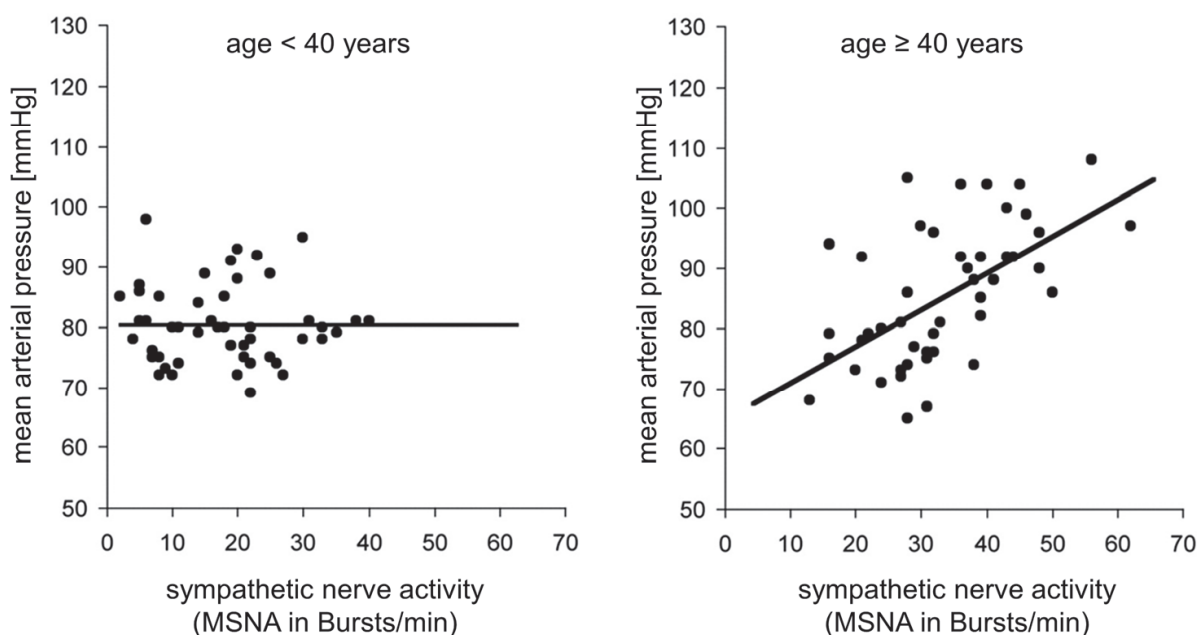 age < 40 years
mean arterial pressure [mmHg]
130
120
110
100
90
80
70
60
50
0 10 20 30 40 50 60 70
sympathetic nerve activity
(MSNA in Bursts/min)
age ≥ 40 years
mean arterial pressure [mmHg]
130
120
110
100
90
80
70
60
50
0 10 20 30 40 50 60 70
sympathetic nerve activity
(MSNA in Bursts/min)